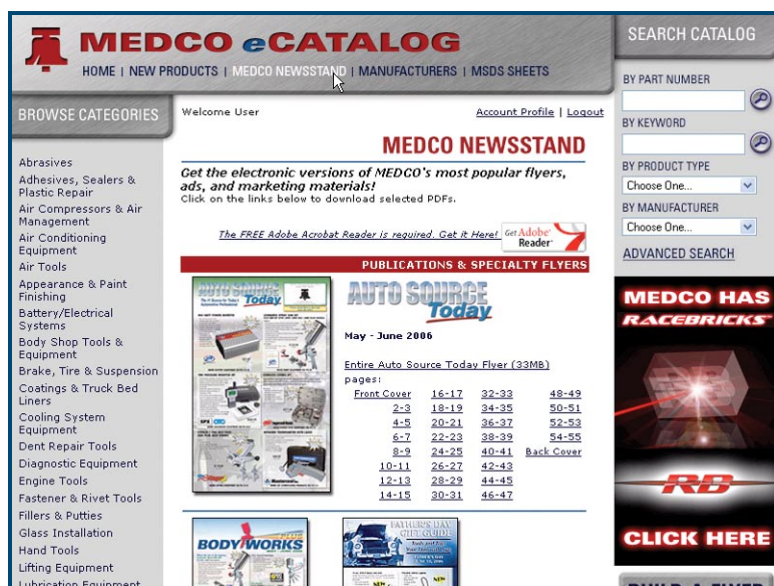 MEDCO eCATALOG
HOME | NEW PRODUCTS | MEDCO NEWSSTAND | MANUFACTURERS | MSDS SHEETS
BROWSE CATEGORIES
Abrasives
Adhesives, Sealers &
Plastic Repair
Air Compressors & Air
Management
Air Conditioning
Equipment
Air Tools
Appearance & Paint
Finishing
Battery/Electrical
Systems
Body Shop Tools &
Equipment
Brake, Tire & Suspension
Coatings & Truck Bed
Liners
Cooling System
Equipment
Dent Repair Tools
Diagnostic Equipment
Engine Tools
Fastener & Rivet Tools
Fillers & Putties
Glass Installation
Hand Tools
Lifting Equipment
Lubrication Equipment
Welcome User
Account Profile | Logout
MEDCO NEWSSTAND
Get the electronic versions of MEDCO's most popular flyers,
ads, and marketing materials!
Click on the links below to download selected PDFs.
The FREE Adobe Acrobat Reader is required. Get it Here!
Get Adobe
Reader
PUBLICATIONS & SPECIALTY FLYERS
AUTO SOURCE
Today
AUTO SOURCE
Today
May - June 2006
Entire Auto Source Today Flyer (33MB)
pages:
Front Cover 16-17 32-33 48-49
2-3 18-19 34-35 50-51
4-5 20-21 36-37 52-53
6-7 22-23 38-39 54-55
8-9 24-25 40-41 Back Cover
10-11 26-27 42-43
12-13 28-29 44-45
14-15 30-31 46-47
BODYWORKS
FATHER'S DAY
GIFT GUIDE
NEW
NEW
SEARCH CATALOG
BY PART NUMBER
BY KEYWORD
BY PRODUCT TYPE
Choose One...
BY MANUFACTURER
Choose One...
ADVANCED SEARCH
MEDCO HAS
RACEBRICKS
RB
CLICK HERE
BUILD A FLYER